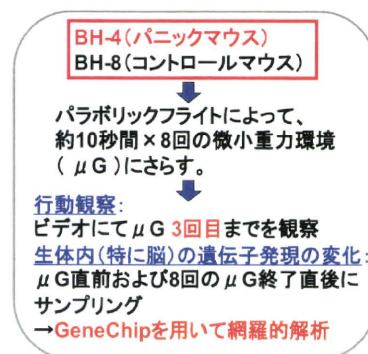 BH-4(パニックマウス)
BH-8(コントロールマウス)
パラボリックフライトによって、
約10秒間×8回の微小重力環境
( μG)にさらす。
行動観察:
ビデオにてμG 3回目までを観察
生体内(特に脳)の遺伝子発現の変化:
μG直前および8回のμG終了直後に
サンプリング
→GeneChipを用いて網羅的解析